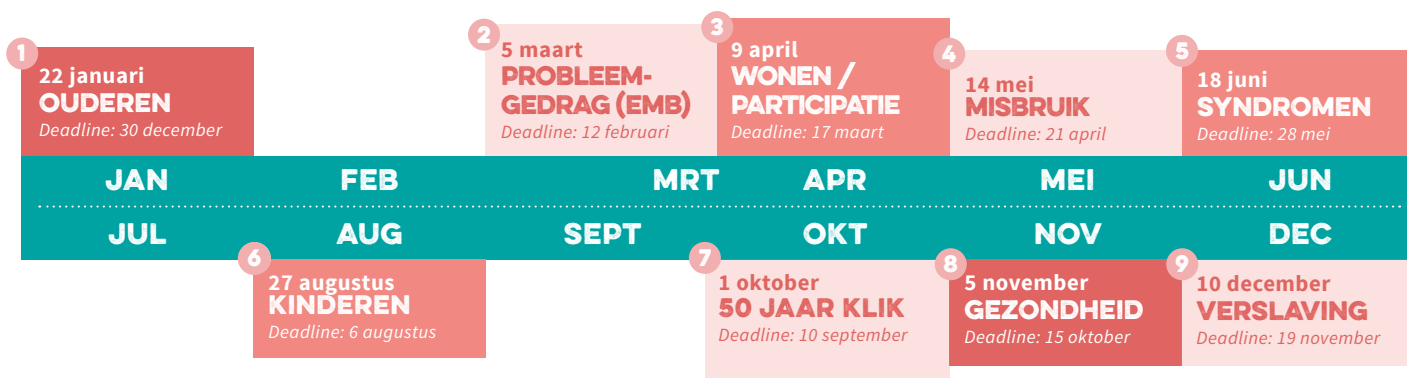 1
22 januari
OUDEREN
Deadline: 30 december
2
5 maart
PROBLEEM-
GEDRAG (EMB)
Deadline: 12 februari
3
9 april
WONEN /
PARTICIPATIE
Deadline: 17 maart
4
14 mei
MISBRUIK
Deadline: 21 april
5
18 juni
SYNDROMEN
Deadline: 28 mei
JAN FEB MRT APR MEI JUN
JUL AUG SEPT OKT NOV DEC
6
27 augustus
KINDEREN
Deadline: 6 augustus
7
1 oktober
50 JAAR KLIK
Deadline: 10 september
8
5 november
GEZONDHEID
Deadline: 15 oktober
9
10 december
VERSLAVING
Deadline: 19 november